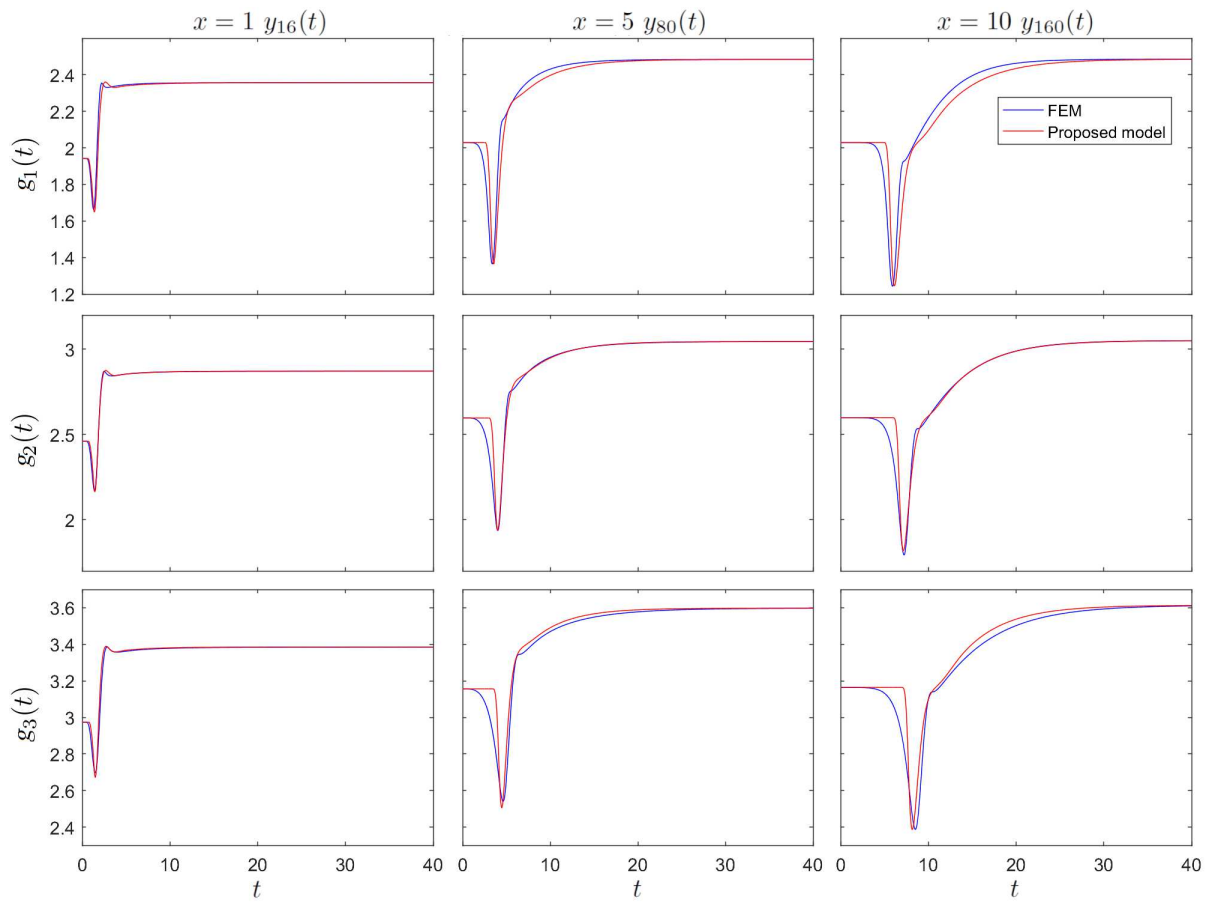 x = 1 y₁₆(t) x = 5 y₈₀(t) x = 10 y₁₆₀(t)
g₁(t)
2.4
2.2
2
1.8
1.6
1.4
1.2
FEM
Proposed model
g₂(t)
3
2.5
2
g₃(t)
3.6
3.4
3.2
3
2.8
2.6
2.4
0 10 20 30 40 0 10 20 30 40 0 10 20 30 40
t t t